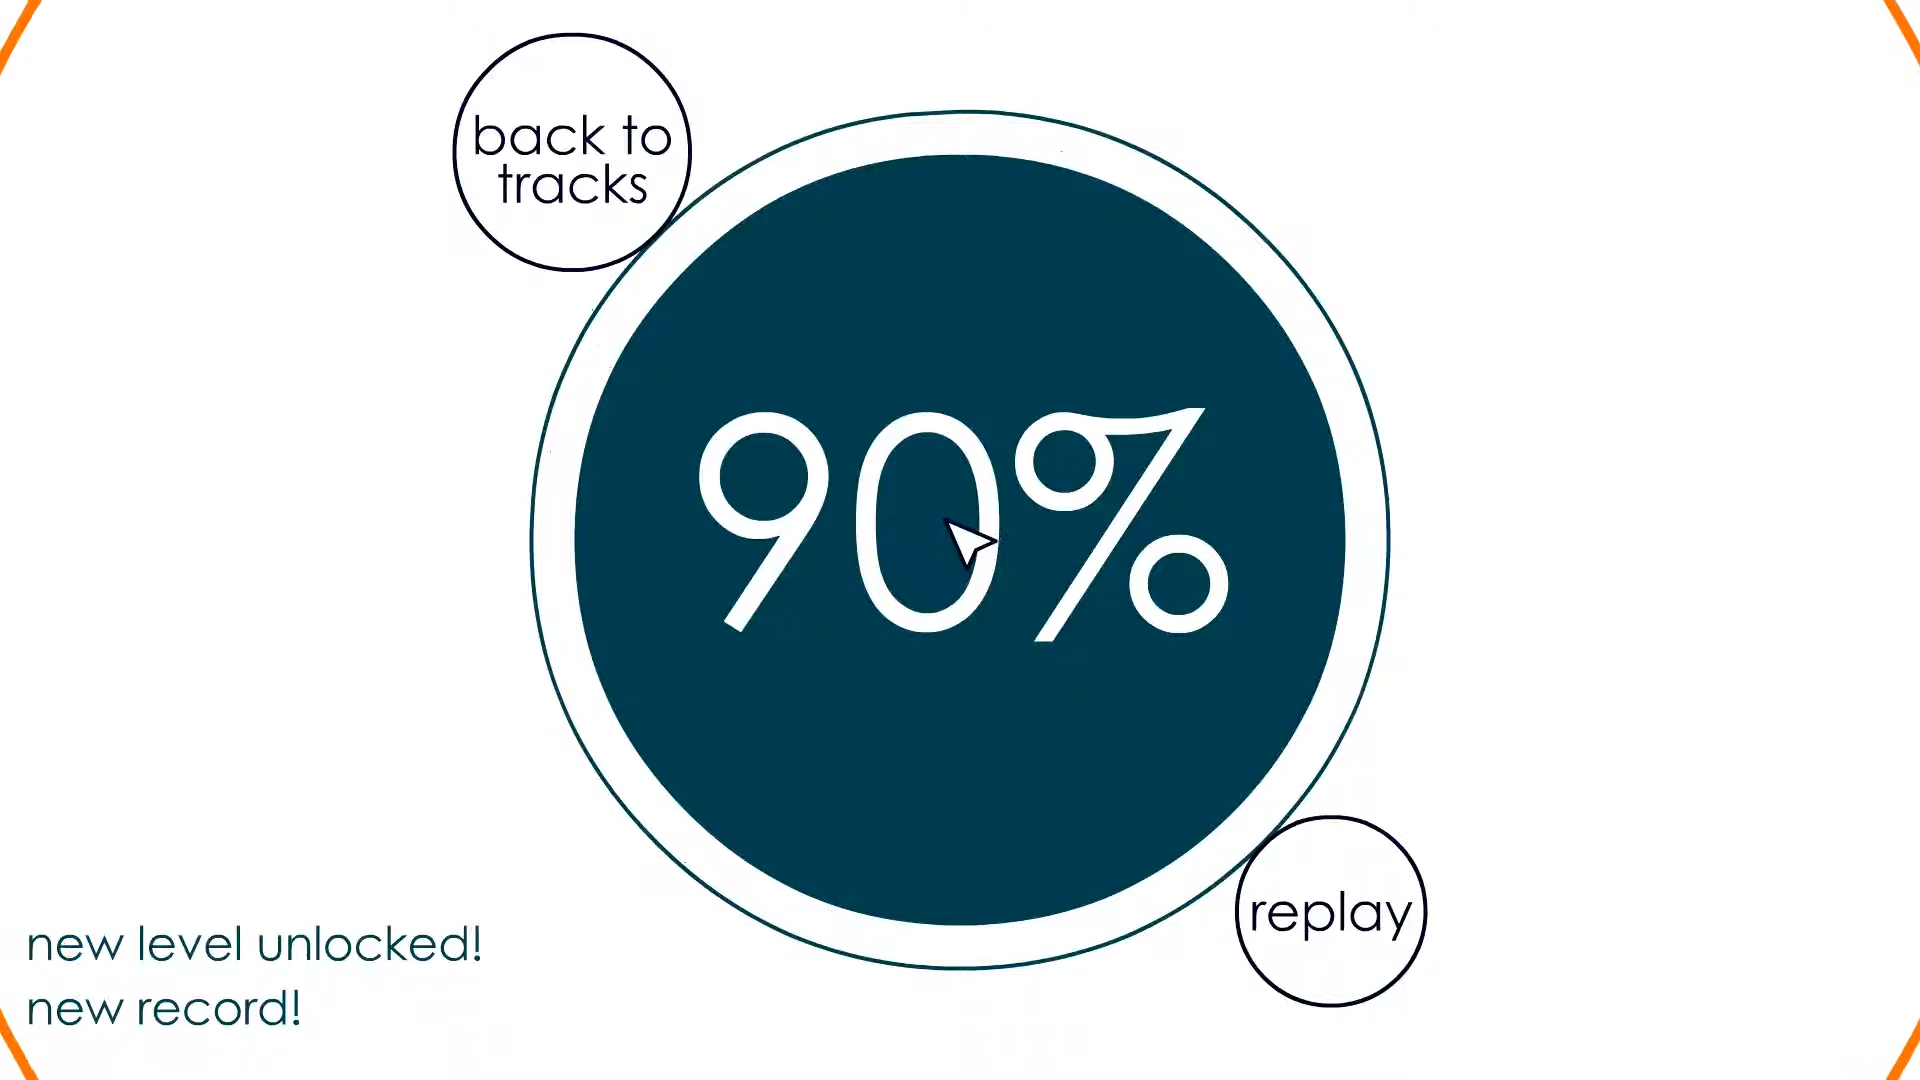 back to
tracks
90%
replay
new level unlocked!
new record!